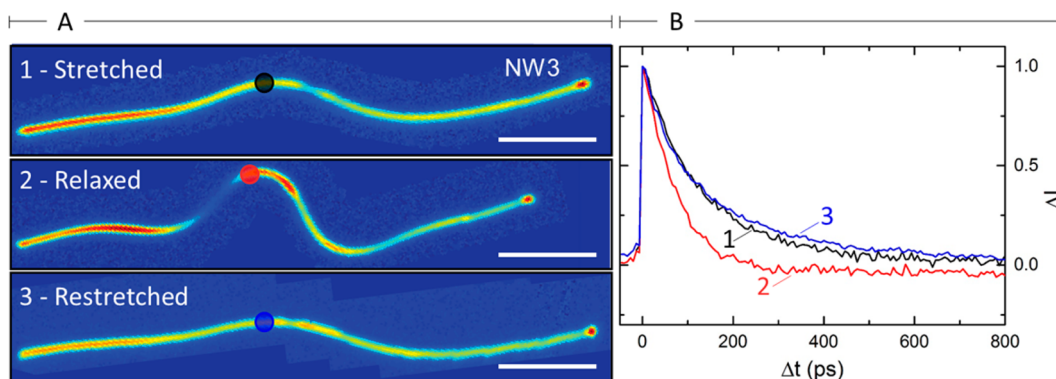 A
B
1 - Stretched
NW3
2 - Relaxed
3 - Restretched
1.0
0.5
0.0
ΔI
3
1
2
0
200
400
600
800
Δt (ps)